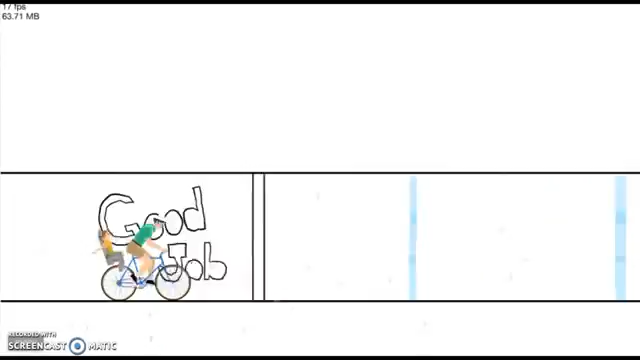 17 fps
63.71 MB
Good
Job
RECORDED WITH
SCREENCAST MATIC